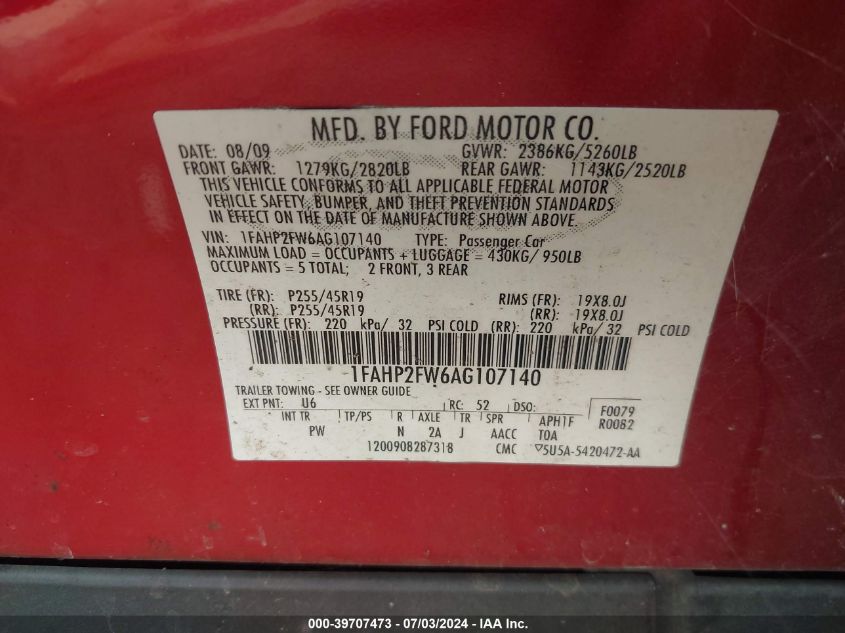 MFD. BY FORD MOTOR CO.
DATE: 08/09 GVWR: 2386KG/5260LB
FRONT GAWR: 1279KG/2820LB REAR GAWR: 1143KG/2520LB
THIS VEHICLE CONFORMS TO ALL APPLICABLE FEDERAL MOTOR
VEHICLE SAFETY, BUMPER, AND THEFT PREVENTION STANDARDS
IN EFFECT ON THE DATE OF MANUFACTURE SHOWN ABOVE.
VIN: 1FAHP2FW6AG107140 TYPE: Passenger Car
MAXIMUM LOAD = OCCUPANTS + LUGGAGE = 430KG/ 950LB
OCCUPANTS = 5 TOTAL; 2 FRONT, 3 REAR
TIRE (FR): P255/45R19 RIMS (FR): 19X8.0J
(RR): P255/45R19 (RR): 19X8.0J
PRESSURE (FR): 220 kPa/ 32 PSI COLD (RR): 220 kPa/ 32 PSI COLD
1FAHP2FW6AG107140
TRAILER TOWING - SEE OWNER GUIDE
EXT PNT: U6 RC: 52 DSO: F0079
INT TR TP/PS R AXLE TR SPR APH1F R0082
PW N 2A J AACC TOA
1200908287318 CMC ▽5U5A-5420472-AA
000-39707473 - 07/03/2024 - IAA Inc.